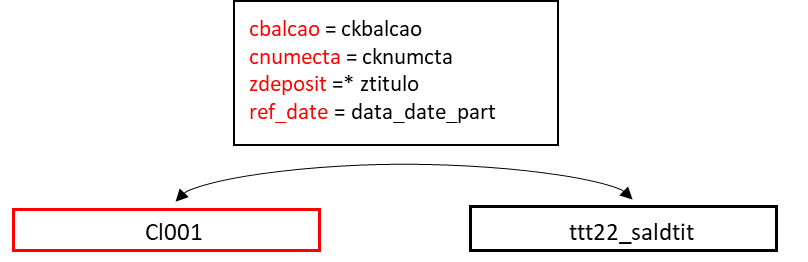 cbalcao = ckbalcao
cnumecta = cknumcta
zdeposit =* ztitulo
ref_date = data_date_part
Cl001
ttt22_saldtit